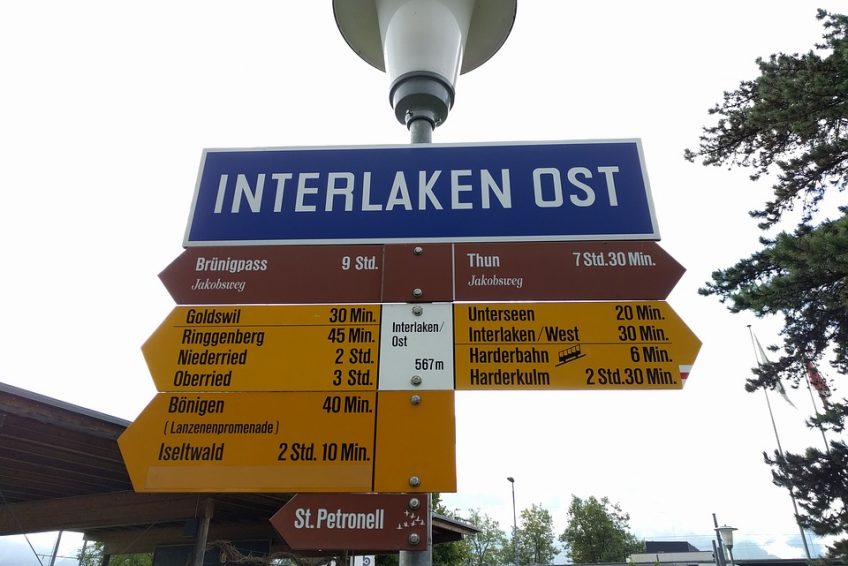 INTERLAKEN OST
Brünigpass 9 Std.
Jakobsweg
Thun 7 Std. 30 Min.
Jakobsweg
Goldswil 30 Min.
Ringgenberg 45 Min.
Niederried 2 Std.
Oberried 3 Std.
Interlaken/
Ost
567m
Unterseen 20 Min.
Interlaken/West 30 Min.
Harderbahn 6 Min.
Harderkulm 2 Std. 30 Min.
Bönigen 40 Min.
(Lanzenenpromenade)
Iseltwald 2 Std. 10 Min.
St. Petronell